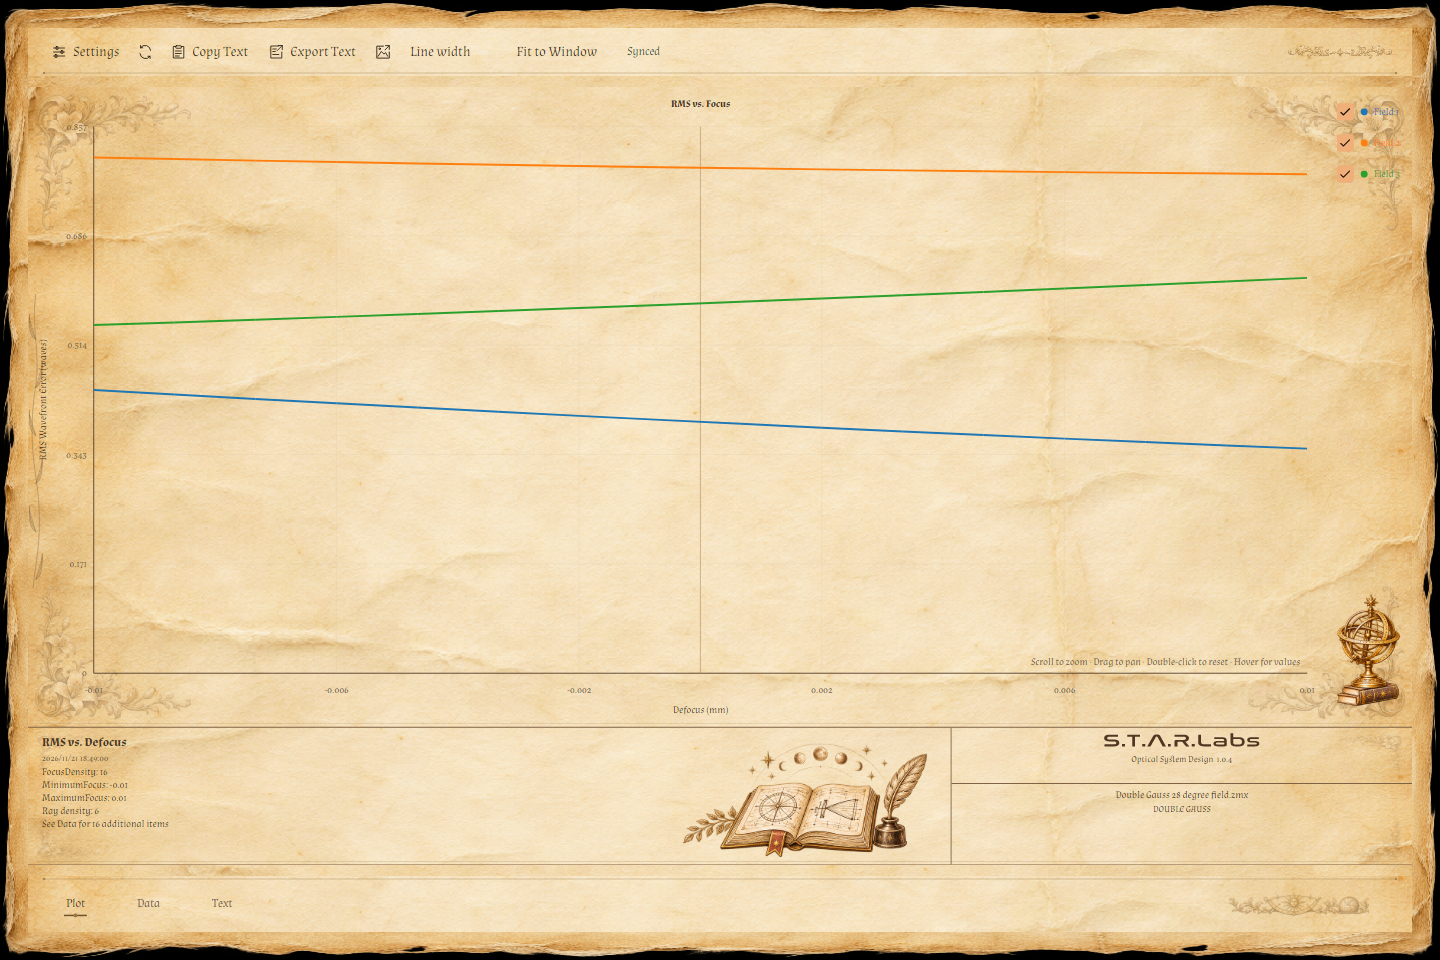 Settings Copy Text Export Text Line width Fit to Window Synced
RMS vs. Focus
Field 1
Field 2
Field 3
0.857
0.686
0.514
0.343
0.171
0
RMS Wavefront Error (waves)
Scroll to zoom · Drag to pan · Double-click to reset · Hover for values
-0.01 -0.006 -0.002 0.002 0.006 0.01
Defocus (mm)
RMS vs. Defocus
2026/11/21 18:49:00
FocusDensity: 16
MinimumFocus: -0.01
MaximumFocus: 0.01
Ray density: 6
See Data for 16 additional items
S.T.A.R.Labs
Optical System Design 1.0.4
Double Gauss 28 degree field.zmx
DOUBLE GAUSS
Plot Data Text